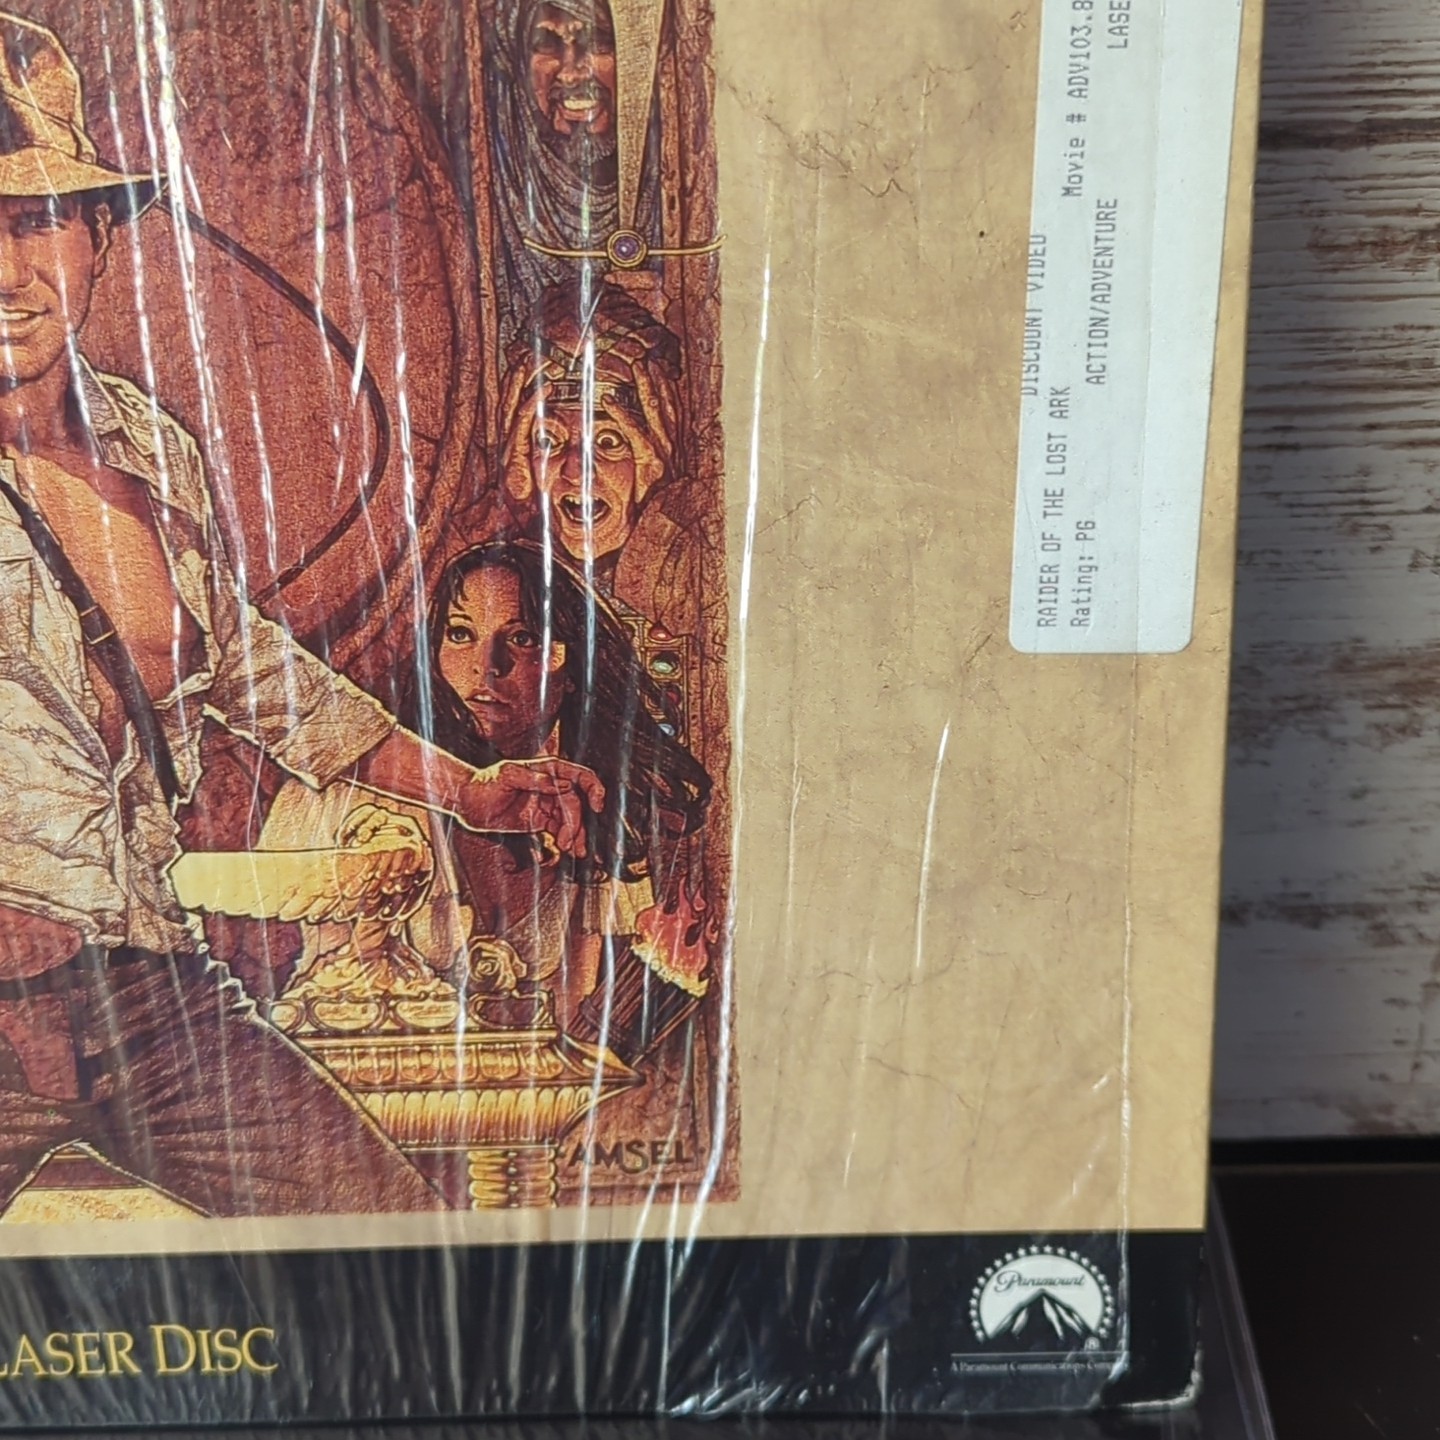 DISCOUNT VIDEO
Movie # ADV103.8
RAIDER OF THE LOST ARK
Rating: PG
ACTION/ADVENTURE
LASE
AMSEL
LASER DISC
Paramount
A Paramount Communications Company